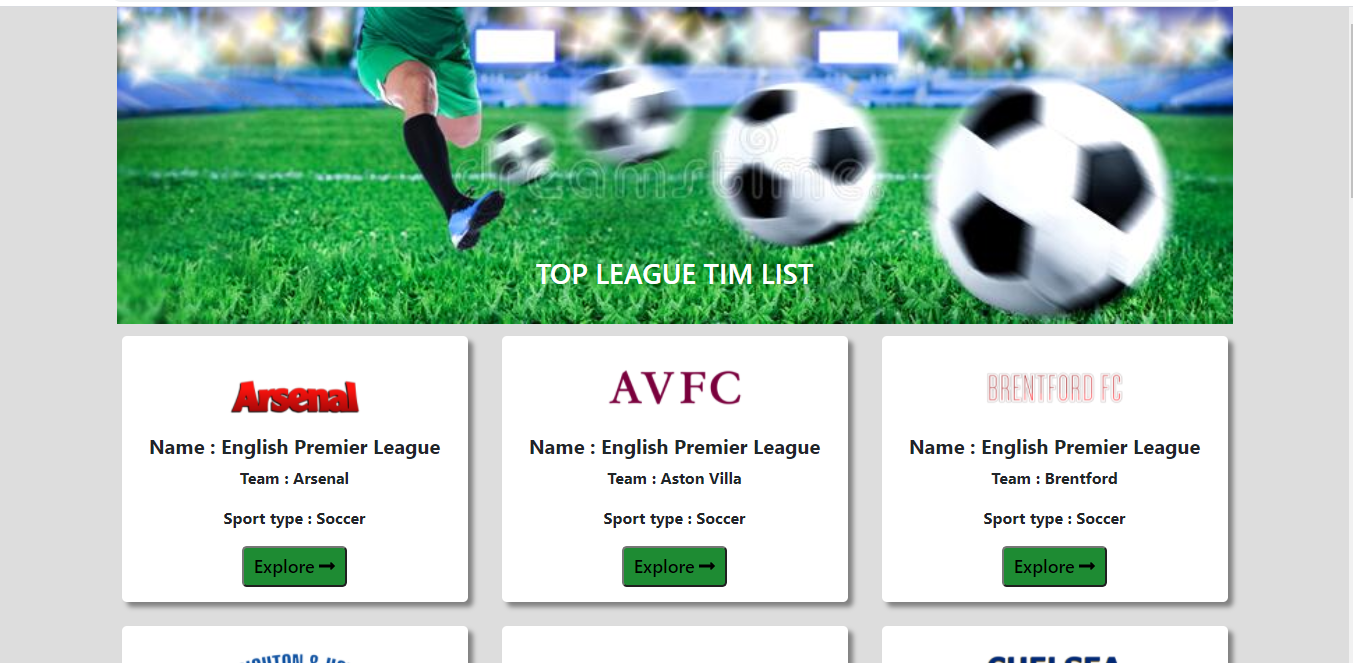 dreamstime.
TOP LEAGUE TIM LIST
Arsenal
AVFC
BRENTFORD FC
Name : English Premier League
Name : English Premier League
Name : English Premier League
Team : Arsenal
Team : Aston Villa
Team : Brentford
Sport type : Soccer
Sport type : Soccer
Sport type : Soccer
Explore
Explore
Explore
CHELSEA